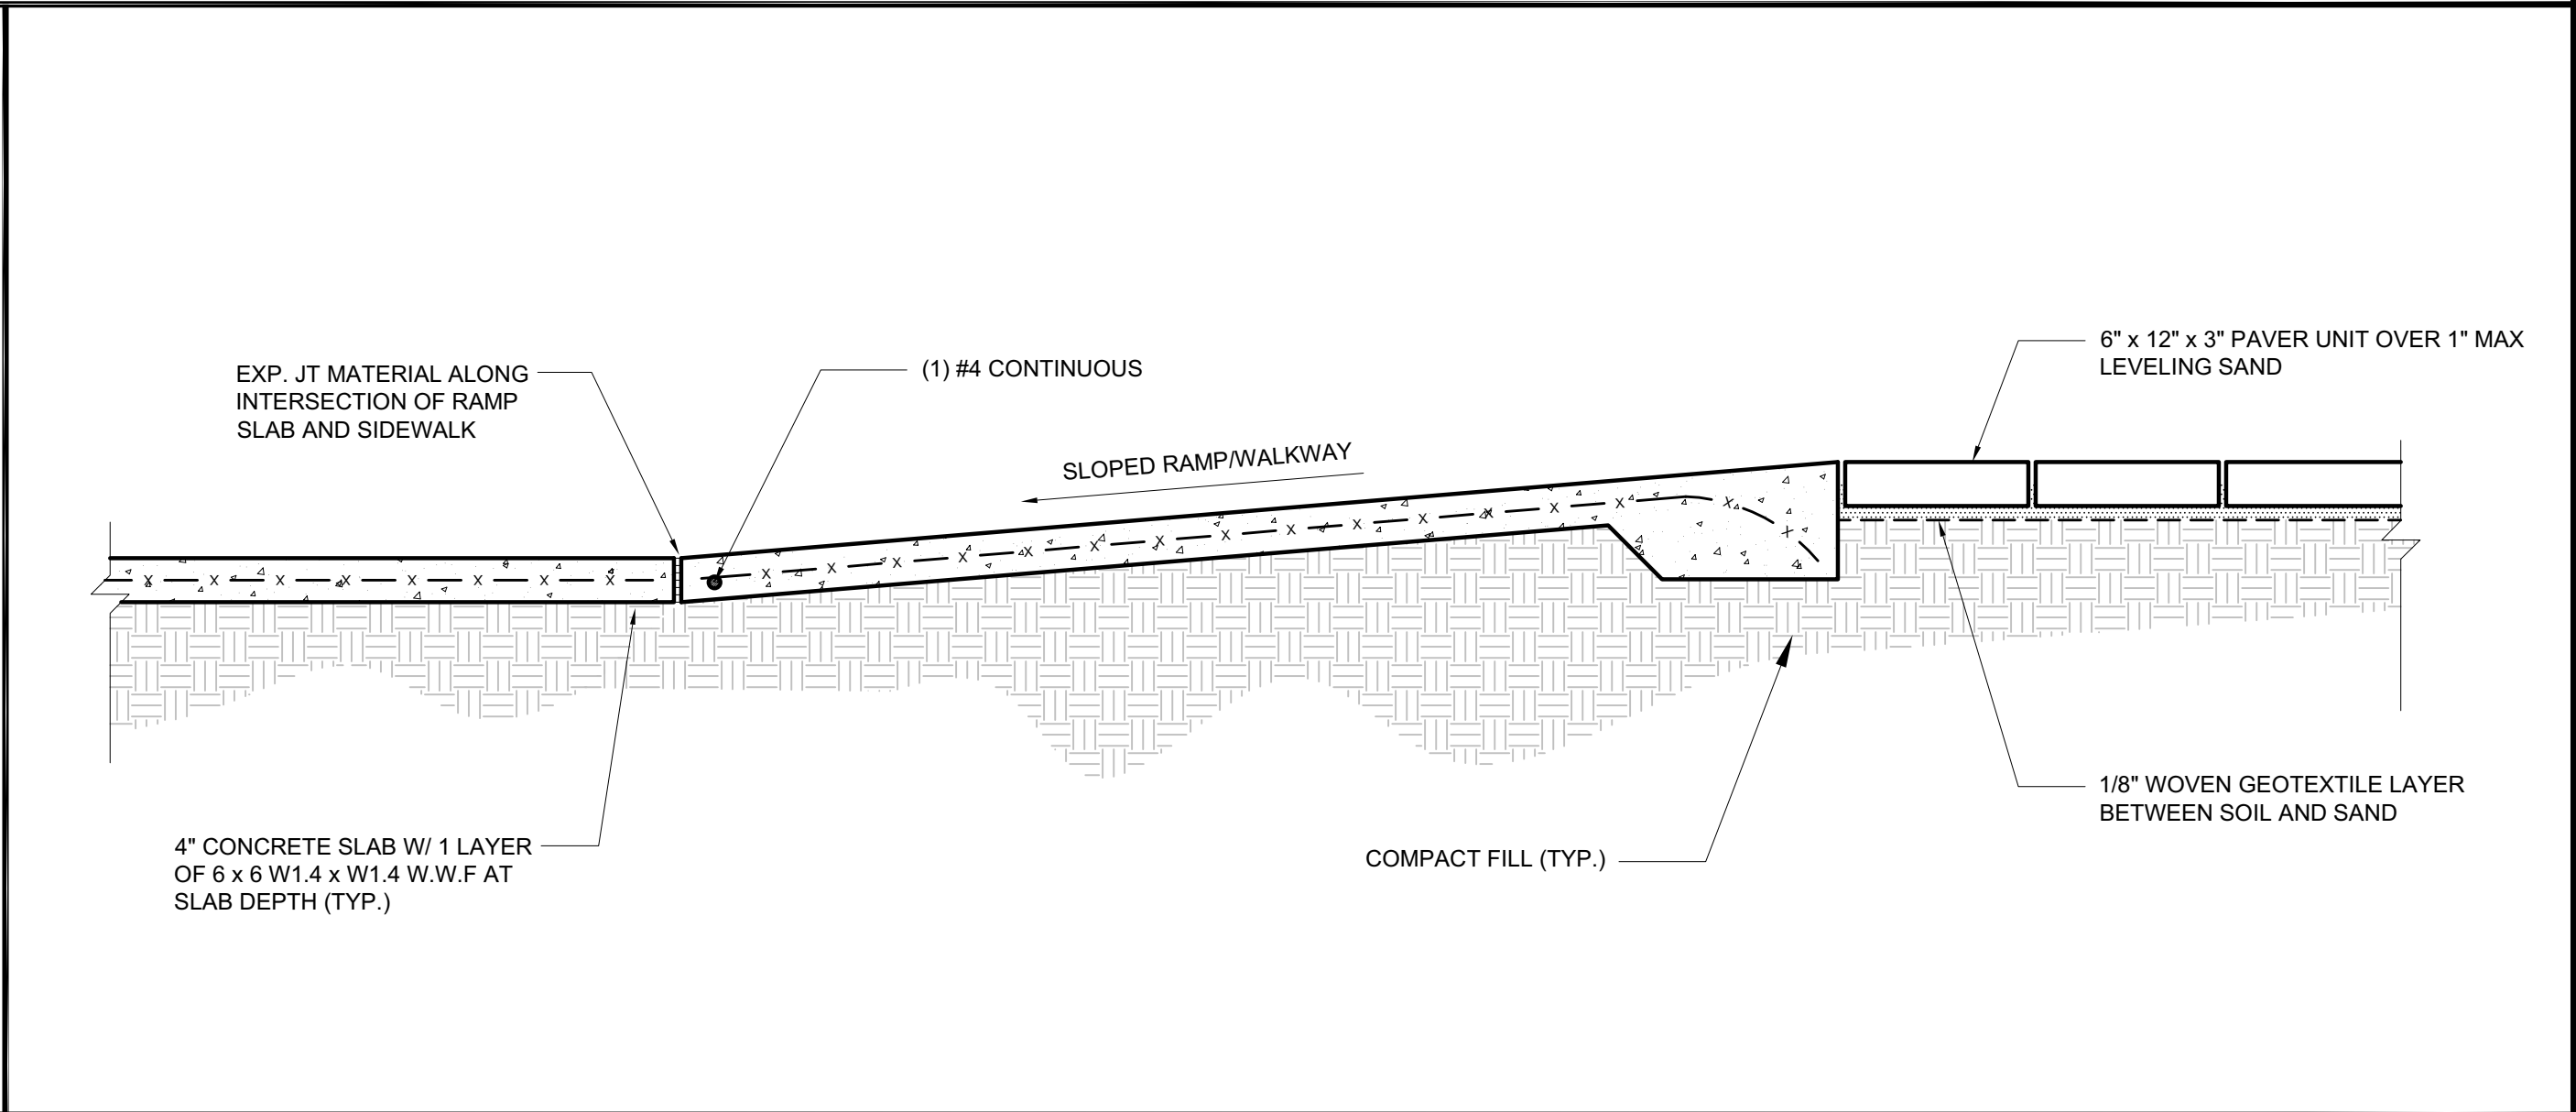 EXP. JT MATERIAL ALONG
INTERSECTION OF RAMP
SLAB AND SIDEWALK
(1) #4 CONTINUOUS
SLOPED RAMP/WALKWAY
6" x 12" x 3" PAVER UNIT OVER 1" MAX
LEVELING SAND
4" CONCRETE SLAB W/ 1 LAYER
OF 6 x 6 W1.4 x W1.4 W.W.F AT
SLAB DEPTH (TYP.)
COMPACT FILL (TYP.)
1/8" WOVEN GEOTEXTILE LAYER
BETWEEN SOIL AND SAND